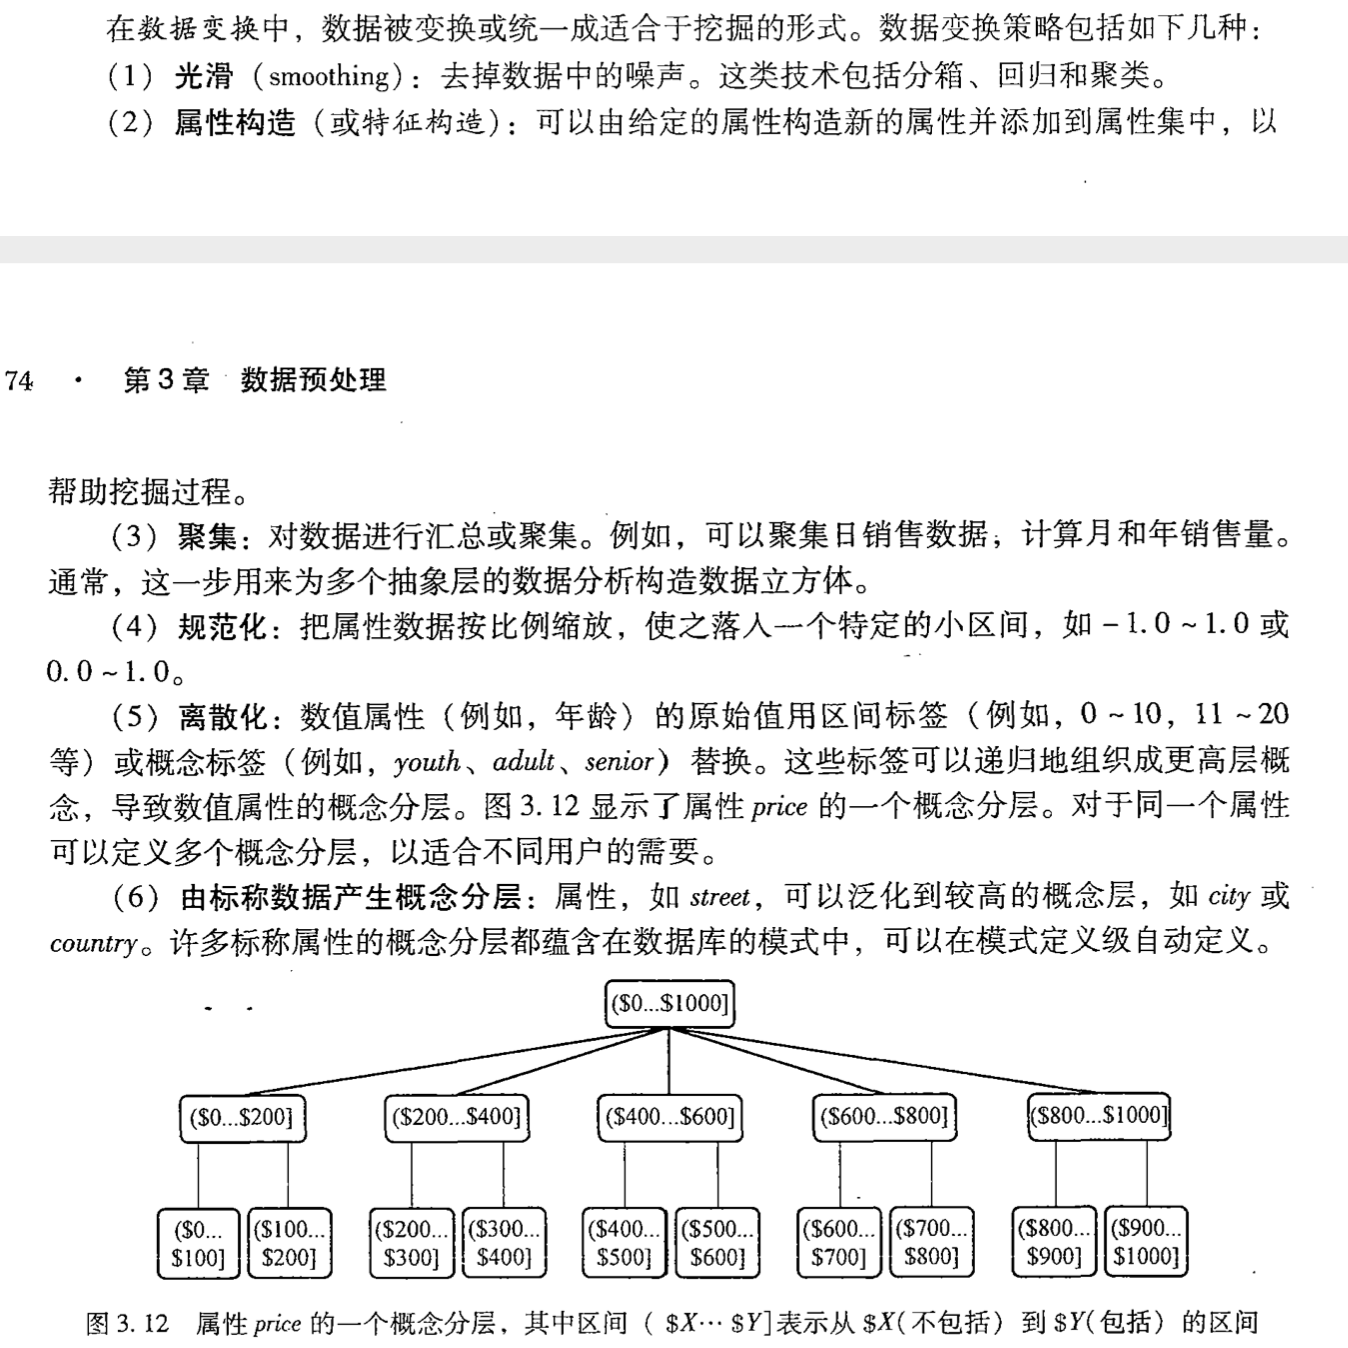 在数据变换中，数据被变换或统一成适合于挖掘的形式。数据变换策略包括如下几种：
（1）光滑（smoothing）：去掉数据中的噪声。这类技术包括分箱、回归和聚类。
（2）属性构造（或特征构造）：可以由给定的属性构造新的属性并添加到属性集中，以
74 · 第3章 数据预处理
帮助挖掘过程。
（3）聚集：对数据进行汇总或聚集。例如，可以聚集日销售数据，计算月和年销售量。
通常，这一步用来为多个抽象层的数据分析构造数据立方体。
（4）规范化：把属性数据按比例缩放，使之落入一个特定的小区间，如 -1.0 ~ 1.0 或
0.0 ~ 1.0。
（5）离散化：数值属性（例如，年龄）的原始值用区间标签（例如，0 ~ 10，11 ~ 20
等）或概念标签（例如，youth、adult、senior）替换。这些标签可以递归地组织成更高层概
念，导致数值属性的概念分层。图 3.12 显示了属性 price 的一个概念分层。对于同一个属性
可以定义多个概念分层，以适合不同用户的需要。
（6）由标称数据产生概念分层：属性，如 street，可以泛化到较高的概念层，如 city 或
country。许多标称属性的概念分层都蕴含在数据库的模式中，可以在模式定义级自动定义。
($0...$1000]
($0...$200]
($200...$400]
($400...$600]
($600...$800]
($800...$1000]
($0...
$100]
($100...
$200]
($200...
$300]
($300...
$400]
($400...
$500]
($500...
$600]
($600...
$700]
($700...
$800]
($800...
$900]
($900...
$1000]
图 3.12 属性 price 的一个概念分层，其中区间（ $X… $Y]表示从 $X(不包括）到 $Y(包括）的区间